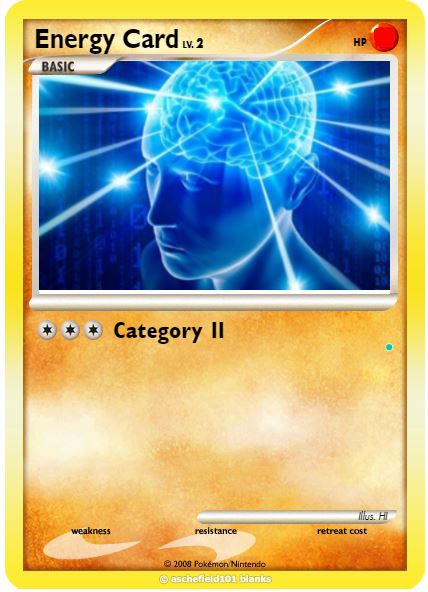 Energy Card LV. 2
HP
BASIC
Category II
Illus. HI
weakness resistance retreat cost
© 2008 Pokémon/Nintendo
© aschefield101 blanks